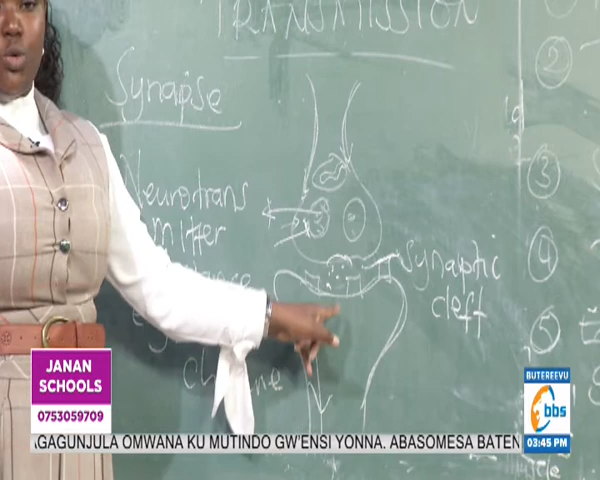 TRANSMISSION
Synapse
Neurotrans
mitter
Synaptic
cleft
2
3
4
5
JANAN
SCHOOLS
0753059709
BUTEREEVU
bbs
03:45 PM
GAGUNJULA OMWANA KU MUTINDO GW'ENSI YONNA. ABASOMESA BATEN